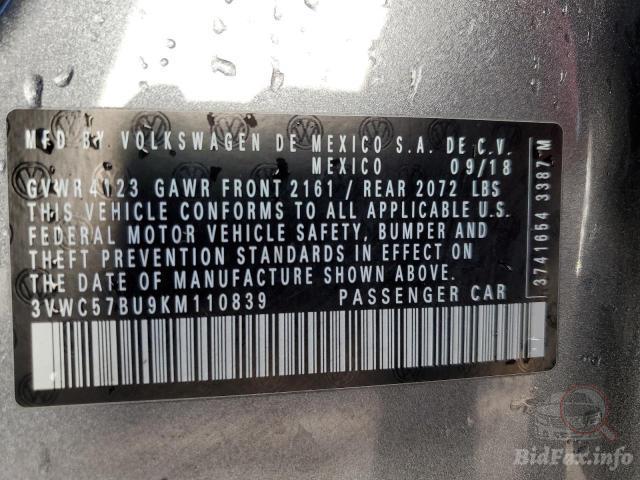 MFD BY VOLKSWAGEN DE MEXICO S.A. DE C.V.
MEXICO 09/18
GVWR 4123 GAWR FRONT 2161 / REAR 2072 LBS
THIS VEHICLE CONFORMS TO ALL APPLICABLE U.S.
FEDERAL MOTOR VEHICLE SAFETY, BUMPER AND
THEFT PREVENTION STANDARDS IN EFFECT ON
THE DATE OF MANUFACTURE SHOWN ABOVE.
3VWC57BU9KM110839 PASSENGER CAR
3741654
BidFax.info